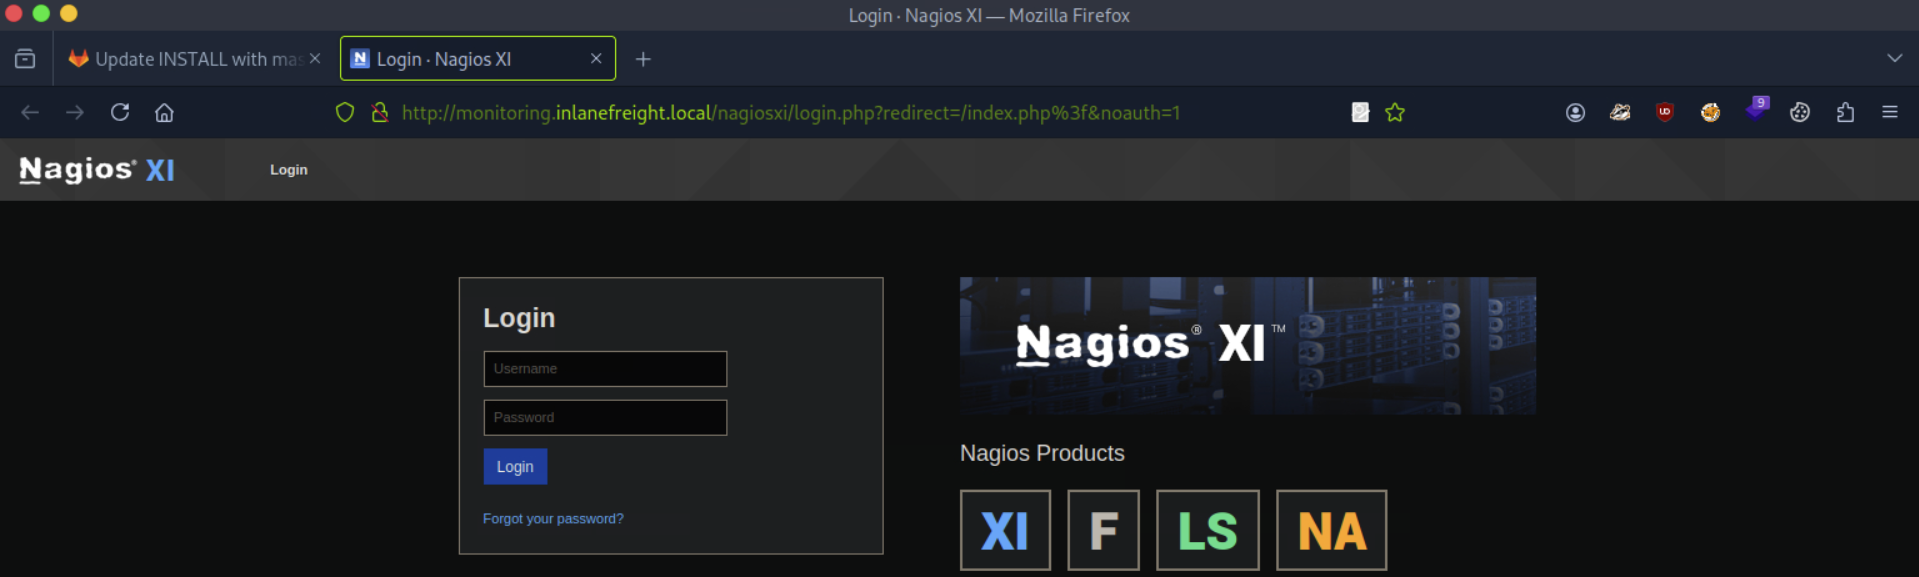 Login · Nagios XI — Mozilla Firefox
Update INSTALL with mas
Login · Nagios XI
http://monitoring.inlanefreight.local/nagiosxi/login.php?redirect=/index.php%3f&noauth=1
9
Nagios® XI
Login
Login
Username
Password
Login
Forgot your password?
Nagios® XI™
Nagios Products
XI F LS NA